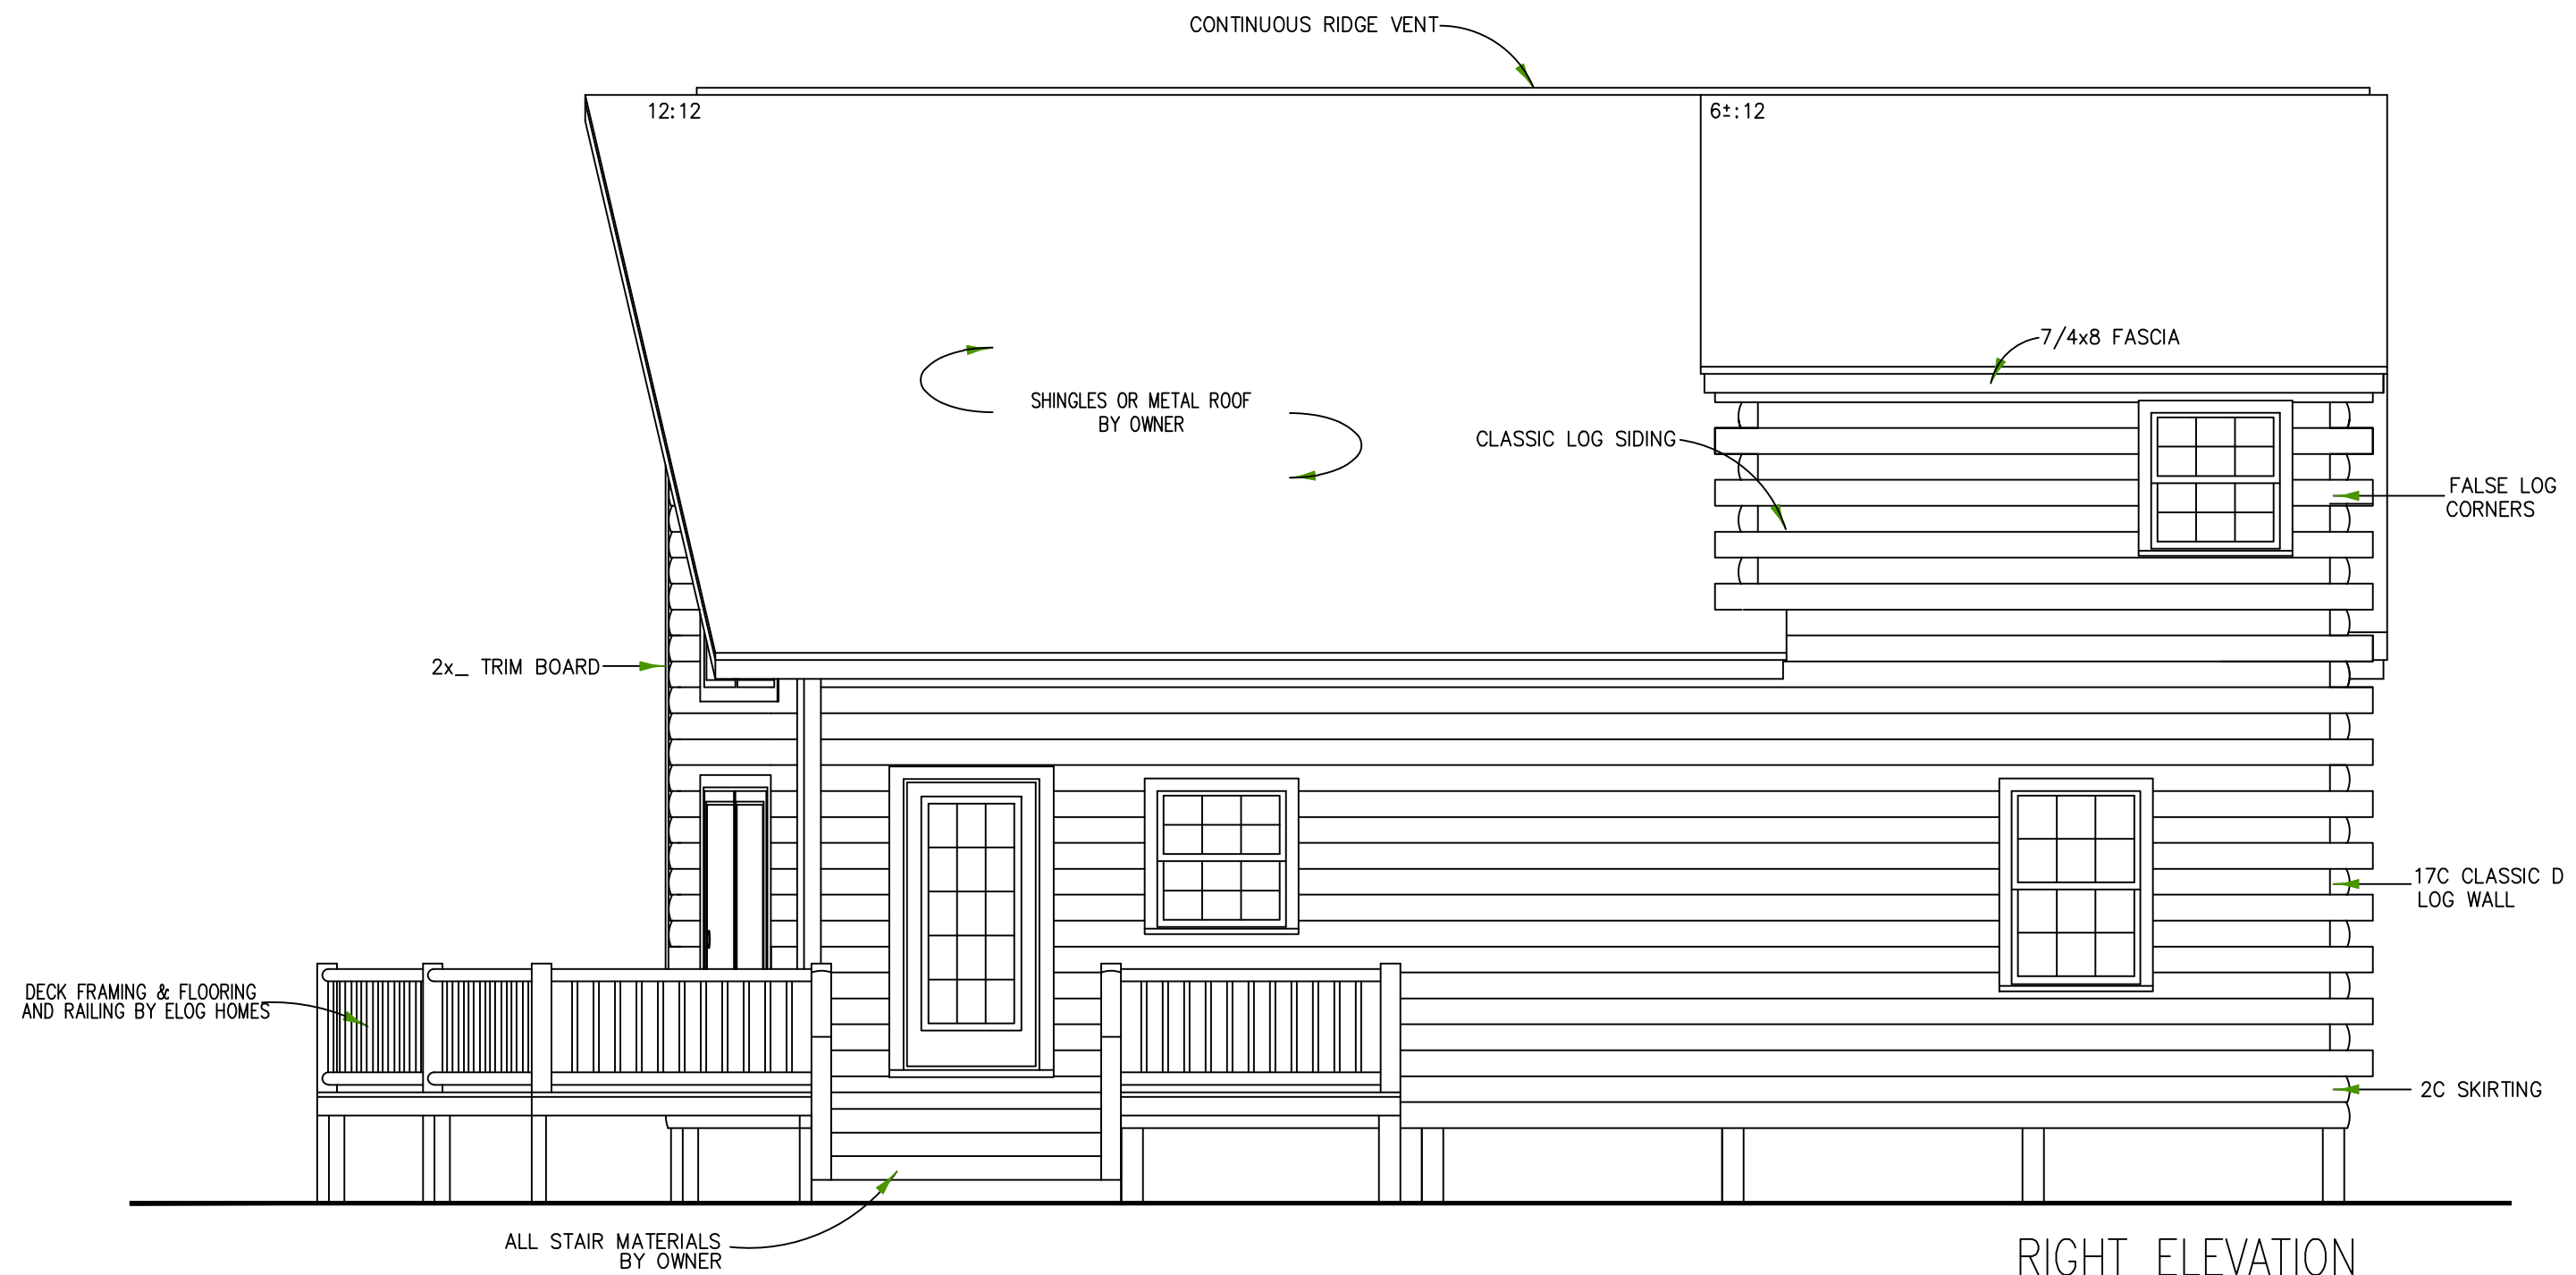 CONTINUOUS RIDGE VENT
12:12
6±:12
7/4x8 FASCIA
SHINGLES OR METAL ROOF
BY OWNER
CLASSIC LOG SIDING
FALSE LOG
CORNERS
2x_ TRIM BOARD
17C CLASSIC D
LOG WALL
DECK FRAMING & FLOORING
AND RAILING BY ELOG HOMES
2C SKIRTING
ALL STAIR MATERIALS
BY OWNER
RIGHT ELEVATION